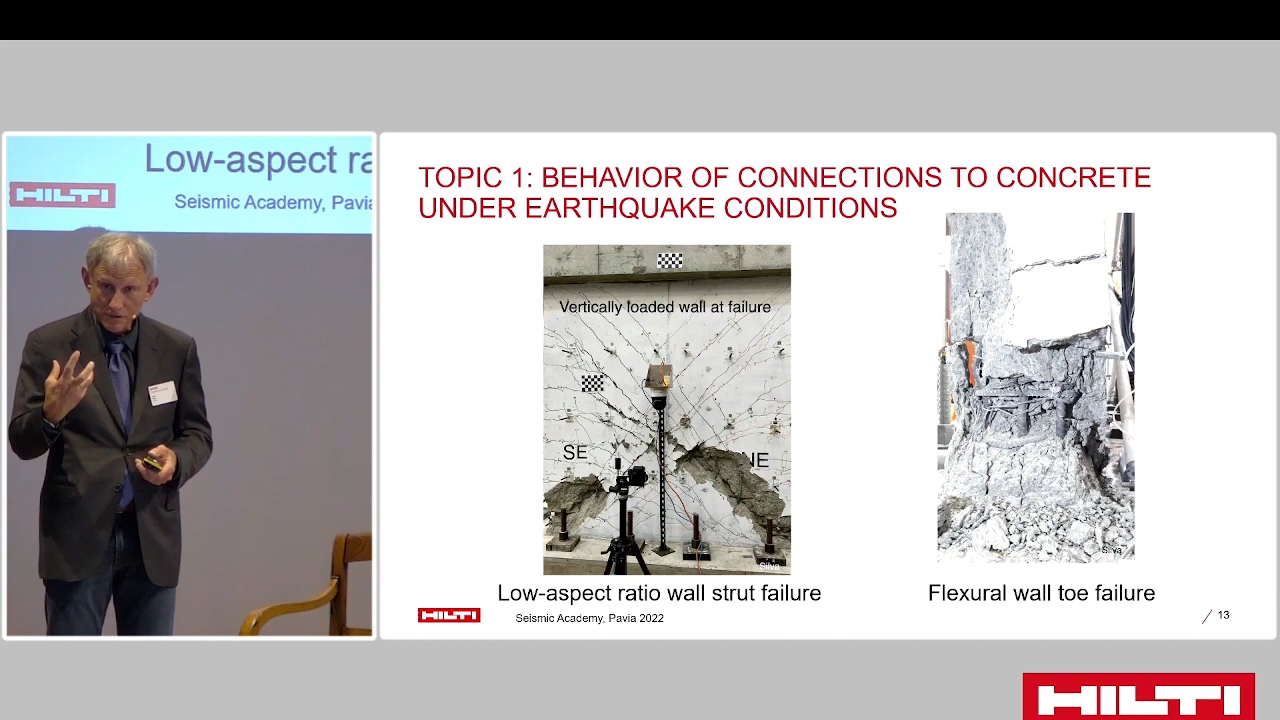 Low-aspect ra
HILTI
Seismic Academy, Pavia
TOPIC 1: BEHAVIOR OF CONNECTIONS TO CONCRETE
UNDER EARTHQUAKE CONDITIONS
Vertically loaded wall at failure
SE
NE
Silva
Silva
Low-aspect ratio wall strut failure
Flexural wall toe failure
HILTI
Seismic Academy, Pavia 2022
13
HILTI